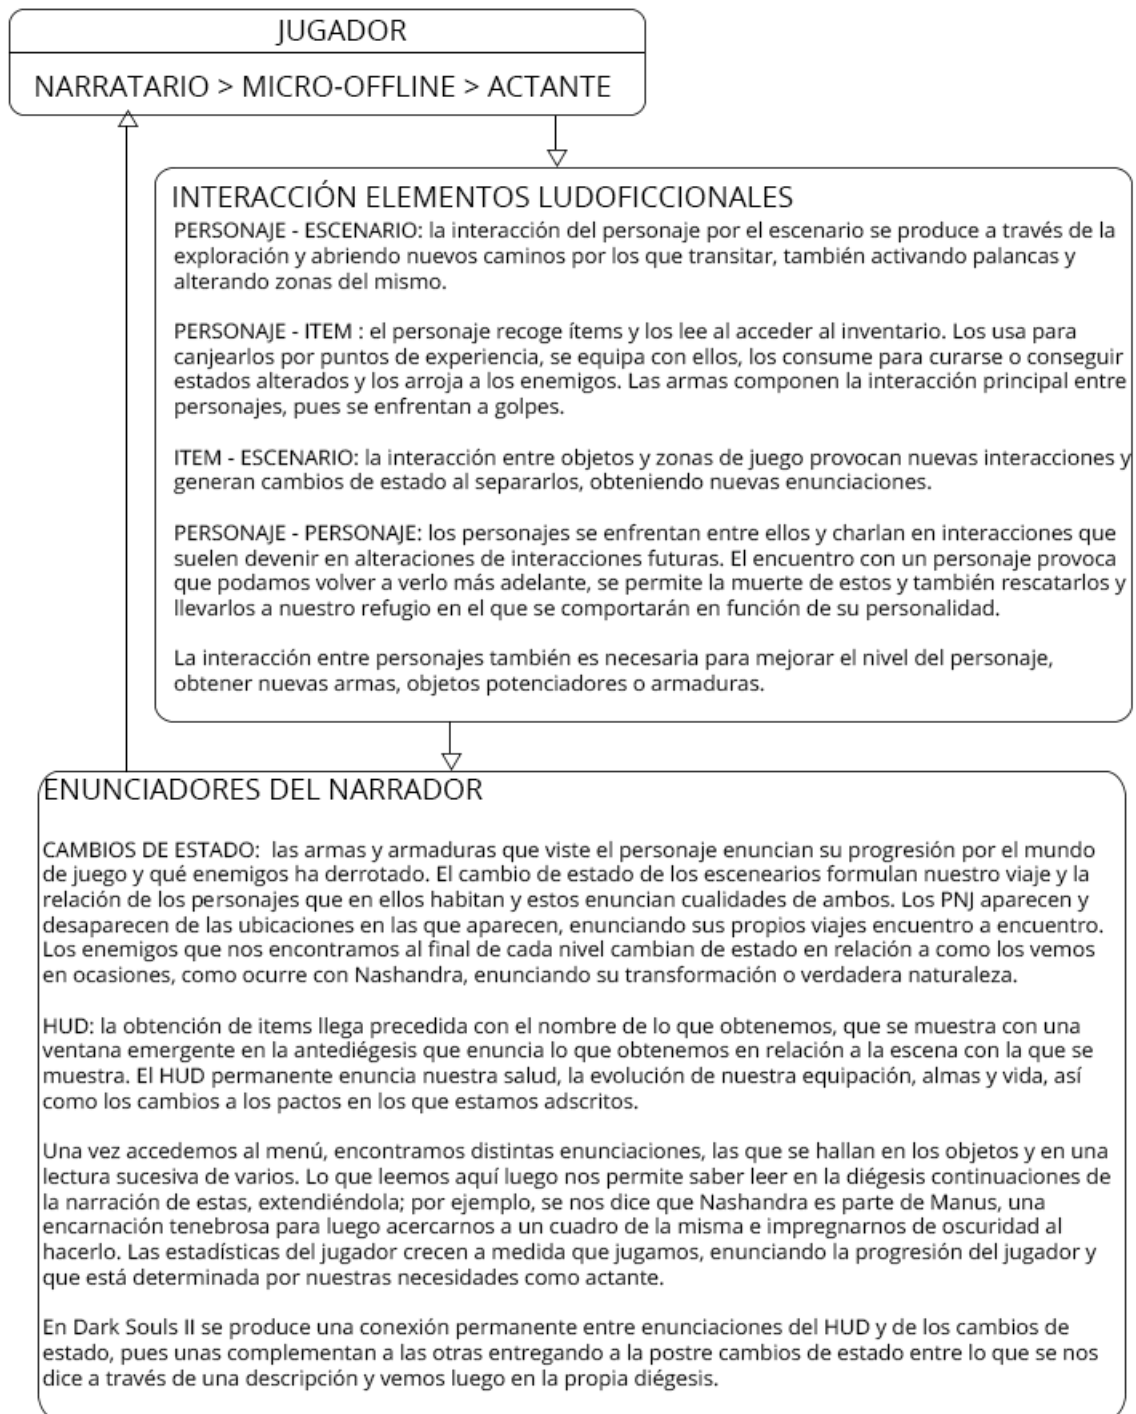 JUGADOR
NARRATARIO > MICRO-OFFLINE > ACTANTE
INTERACCIÓN ELEMENTOS LUDOFICCIONALES
PERSONAJE - ESCENARIO: la interacción del personaje por el escenario se produce a través de la
exploración y abriendo nuevos caminos por los que transitar, también activando palancas y
alterando zonas del mismo.
PERSONAJE - ITEM : el personaje recoge ítems y los lee al acceder al inventario. Los usa para
canjearlos por puntos de experiencia, se equipa con ellos, los consume para curarse o conseguir
estados alterados y los arroja a los enemigos. Las armas componen la interacción principal entre
personajes, pues se enfrentan a golpes.
ITEM - ESCENARIO: la interacción entre objetos y zonas de juego provocan nuevas interacciones y
generan cambios de estado al separarlos, obteniendo nuevas enunciaciones.
PERSONAJE - PERSONAJE: los personajes se enfrentan entre ellos y charlan en interacciones que
suelen devenir en alteraciones de interacciones futuras. El encuentro con un personaje provoca
que podamos volver a verlo más adelante, se permite la muerte de estos y también rescatarlos y
llevarlos a nuestro refugio en el que se comportarán en función de su personalidad.
La interacción entre personajes también es necesaria para mejorar el nivel del personaje,
obtener nuevas armas, objetos potenciadores o armaduras.
ENUNCIADORES DEL NARRADOR
CAMBIOS DE ESTADO:  las armas y armaduras que viste el personaje enuncian su progresión por el mundo
de juego y qué enemigos ha derrotado. El cambio de estado de los escenearios formulan nuestro viaje y la
relación de los personajes que en ellos habitan y estos enuncian cualidades de ambos. Los PNJ aparecen y
desaparecen de las ubicaciones en las que aparecen, enunciando sus propios viajes encuentro a encuentro.
Los enemigos que nos encontramos al final de cada nivel cambian de estado en relación a como los vemos
en ocasiones, como ocurre con Nashandra, enunciando su transformación o verdadera naturaleza.
HUD: la obtención de items llega precedida con el nombre de lo que obtenemos, que se muestra con una
ventana emergente en la antediégesis que enuncia lo que obtenemos en relación a la escena con la que se
muestra. El HUD permanente enuncia nuestra salud, la evolución de nuestra equipación, almas y vida, así
como los cambios a los pactos en los que estamos adscritos.
Una vez accedemos al menú, encontramos distintas enunciaciones, las que se hallan en los objetos y en una
lectura sucesiva de varios. Lo que leemos aquí luego nos permite saber leer en la diégesis continuaciones de
la narración de estas, extendiéndola; por ejemplo, se nos dice que Nashandra es parte de Manus, una
encarnación tenebrosa para luego acercarnos a un cuadro de la misma e impregnarnos de oscuridad al
hacerlo. Las estadísticas del jugador crecen a medida que jugamos, enunciando la progresión del jugador y
que está determinada por nuestras necesidades como actante.
En Dark Souls II se produce una conexión permanente entre enunciaciones del HUD y de los cambios de
estado, pues unas complementan a las otras entregando a la postre cambios de estado entre lo que se nos
dice a través de una descripción y vemos luego en la propia diégesis.